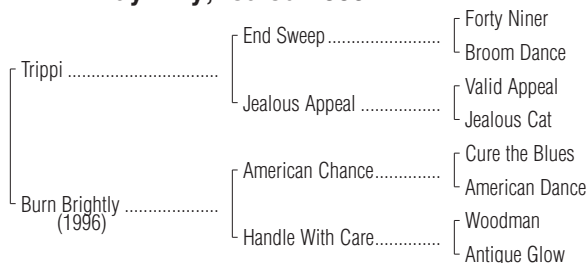 Trippi
Burn Brightly
(1996)
End Sweep
Jealous Appeal
American Chance
Handle With Care
Forty Niner
Broom Dance
Valid Appeal
Jealous Cat
Cure the Blues
American Dance
Woodman
Antique Glow